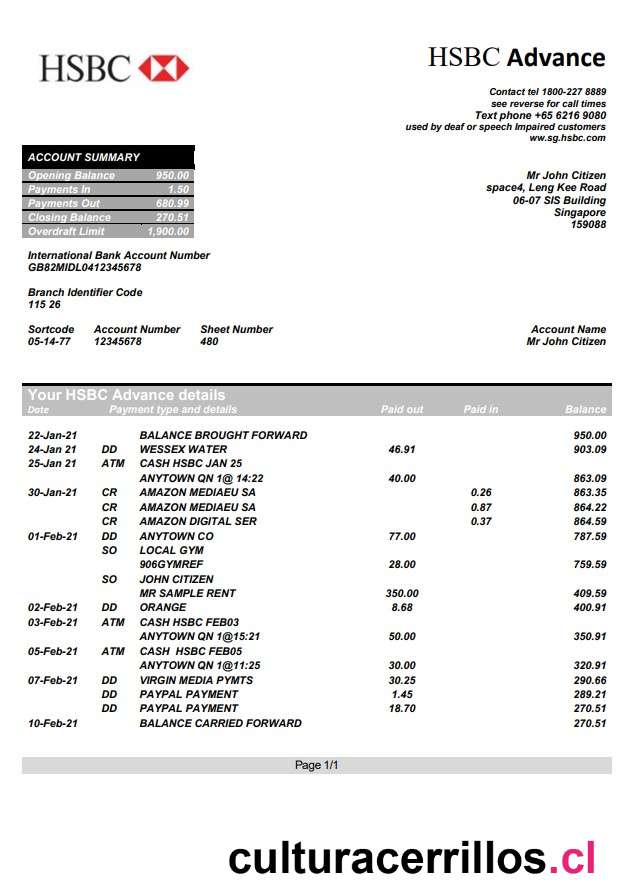 HSBC
HSBC Advance
Contact tel 1800-227 8889
see reverse for call times
Text phone +65 6216 9080
used by deaf or speech Impaired customers
ww.sg.hsbc.com
ACCOUNT SUMMARY
Opening Balance 950.00
Payments In 1.50
Payments Out 680.99
Closing Balance 270.51
Overdraft Limit 1,900.00
Mr John Citizen
space4, Leng Kee Road
06-07 SIS Building
Singapore
159088
International Bank Account Number
GB82MIDL0412345678
Branch Identifier Code
115 26
Sortcode Account Number Sheet Number Account Name
05-14-77 12345678 480 Mr John Citizen
Your HSBC Advance details
Date Payment type and details Paid out Paid in Balance
22-Jan-21 BALANCE BROUGHT FORWARD 950.00
24-Jan 21 DD WESSEX WATER 46.91 903.09
25-Jan 21 ATM CASH HSBC JAN 25
ANYTOWN QN 1@ 14:22 40.00 863.09
30-Jan-21 CR AMAZON MEDIAEU SA 0.26 863.35
CR AMAZON MEDIAEU SA 0.87 864.22
CR AMAZON DIGITAL SER 0.37 864.59
01-Feb-21 DD ANYTOWN CO 77.00 787.59
SO LOCAL GYM
906GYMREF 28.00 759.59
SO JOHN CITIZEN
MR SAMPLE RENT 350.00 409.59
02-Feb-21 DD ORANGE 8.68 400.91
03-Feb-21 ATM CASH HSBC FEB03
ANYTOWN QN 1@15:21 50.00 350.91
05-Feb-21 ATM CASH HSBC FEB05
ANYTOWN QN 1@11:25 30.00 320.91
07-Feb-21 DD VIRGIN MEDIA PYMTS 30.25 290.66
DD PAYPAL PAYMENT 1.45 289.21
DD PAYPAL PAYMENT 18.70 270.51
10-Feb-21 BALANCE CARRIED FORWARD 270.51
Page 1/1
culturacerrillos.cl